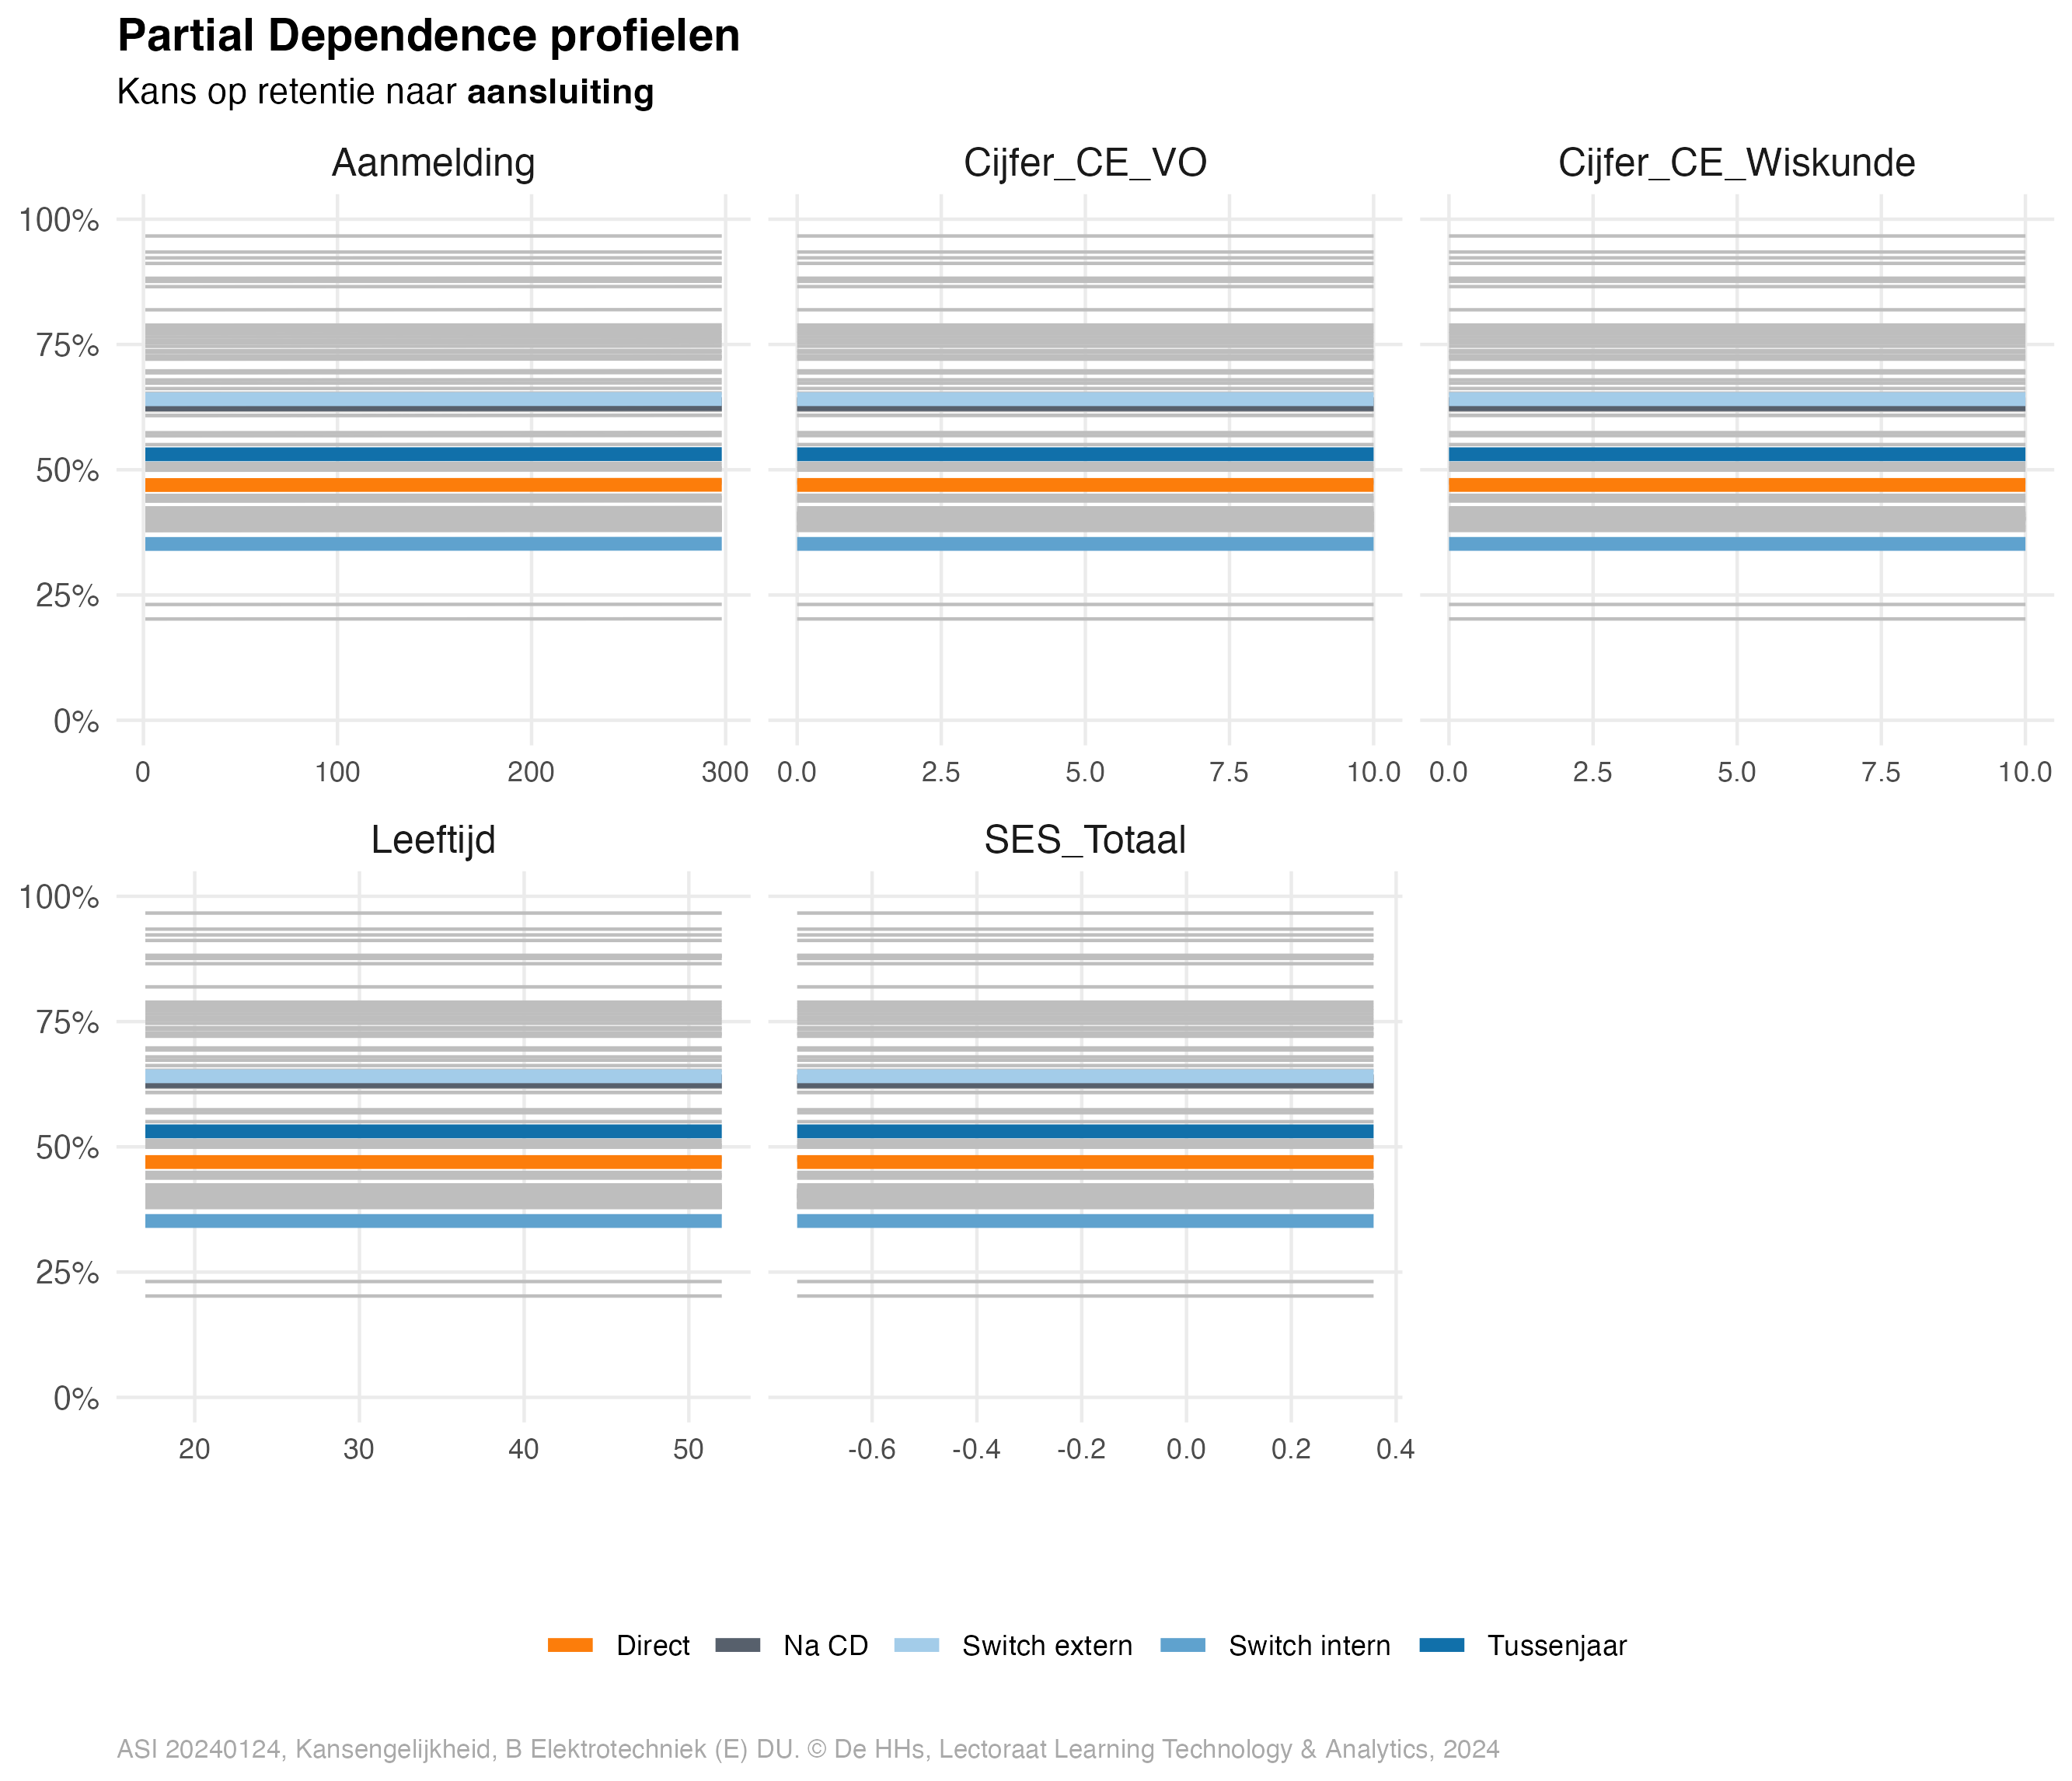 Partial Dependence profielen
Kans op retentie naar aansluiting
Aanmelding Cijfer_CE_VO Cijfer_CE_Wiskunde
100%
75%
50%
25%
0%
0 100 200 300 0.0 2.5 5.0 7.5 10.0 0.0 2.5 5.0 7.5 10.0
Leeftijd SES_Totaal
100%
75%
50%
25%
0%
20 30 40 50 -0.6 -0.4 -0.2 0.0 0.2 0.4
Direct Na CD Switch extern Switch intern Tussenjaar
ASI 20240124, Kansengelijkheid, B Elektrotechniek (E) DU. © De HHs, Lectoraat Learning Technology & Analytics, 2024